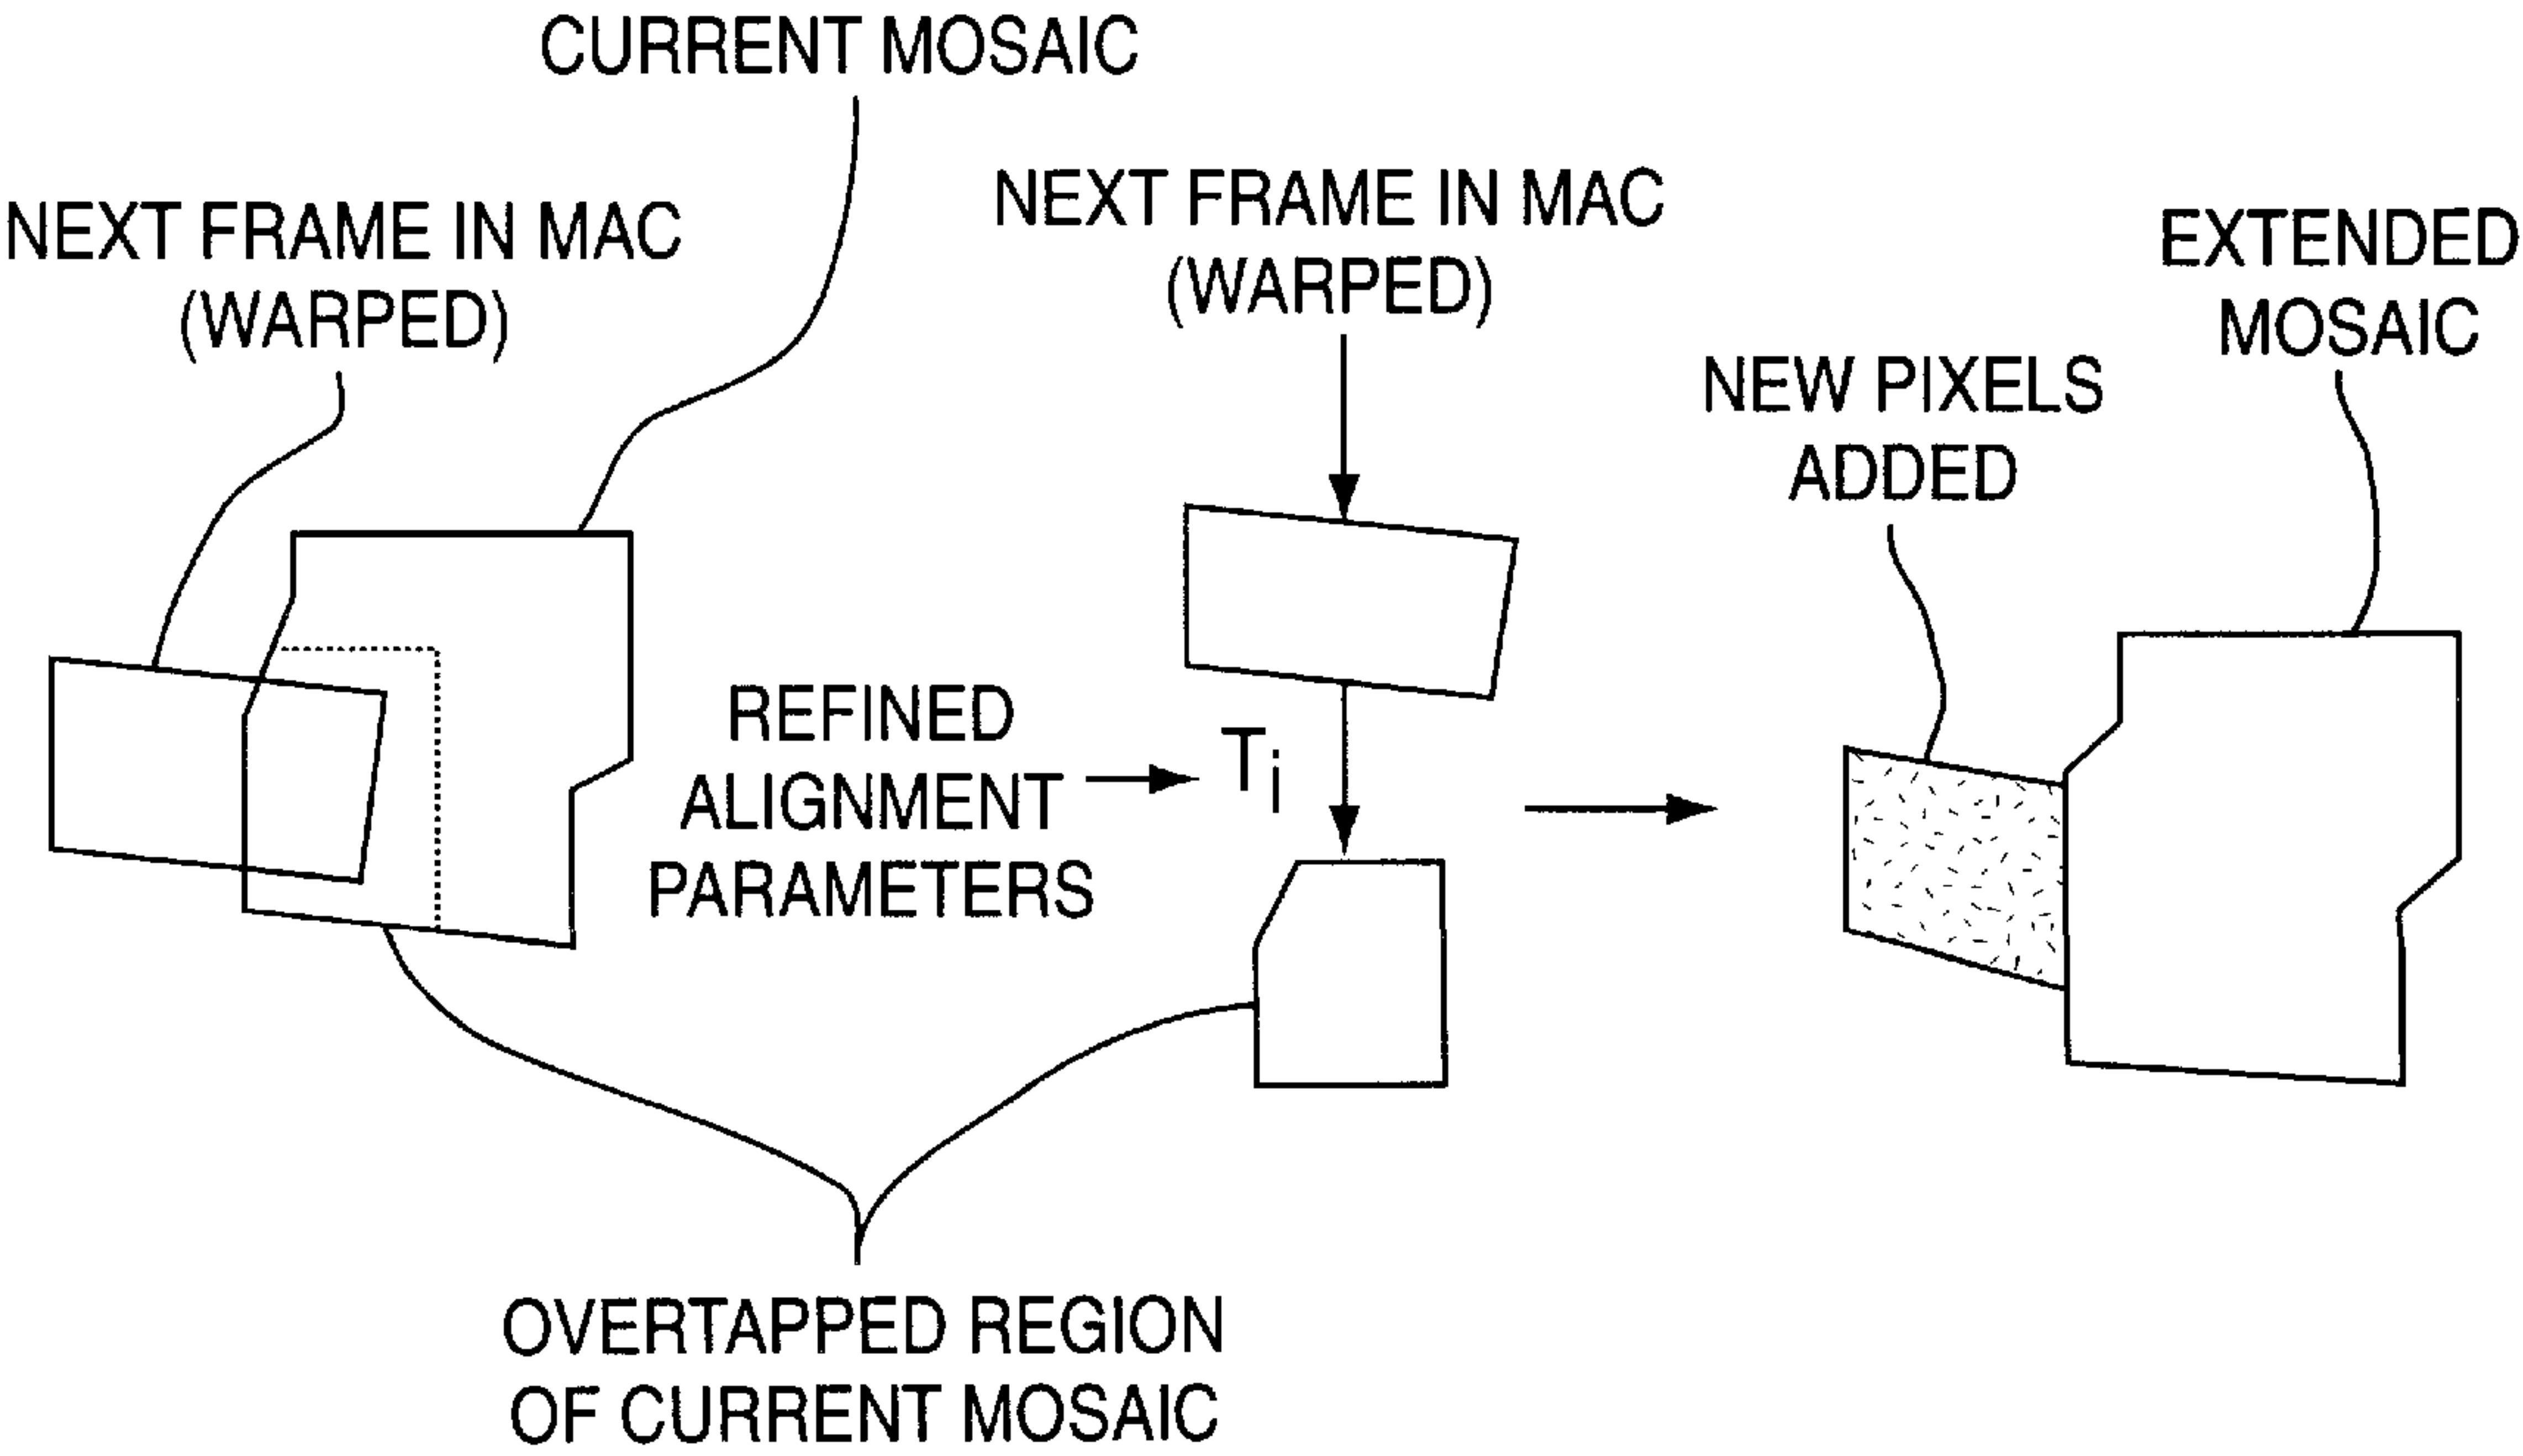 CURRENT MOSAIC
NEXT FRAME IN MAC
(WARPED)
NEXT FRAME IN MAC
(WARPED)
EXTENDED
MOSAIC
NEW PIXELS
ADDED
REFINED
ALIGNMENT
PARAMETERS
Ti
OVERTAPPED REGION
OF CURRENT MOSAIC